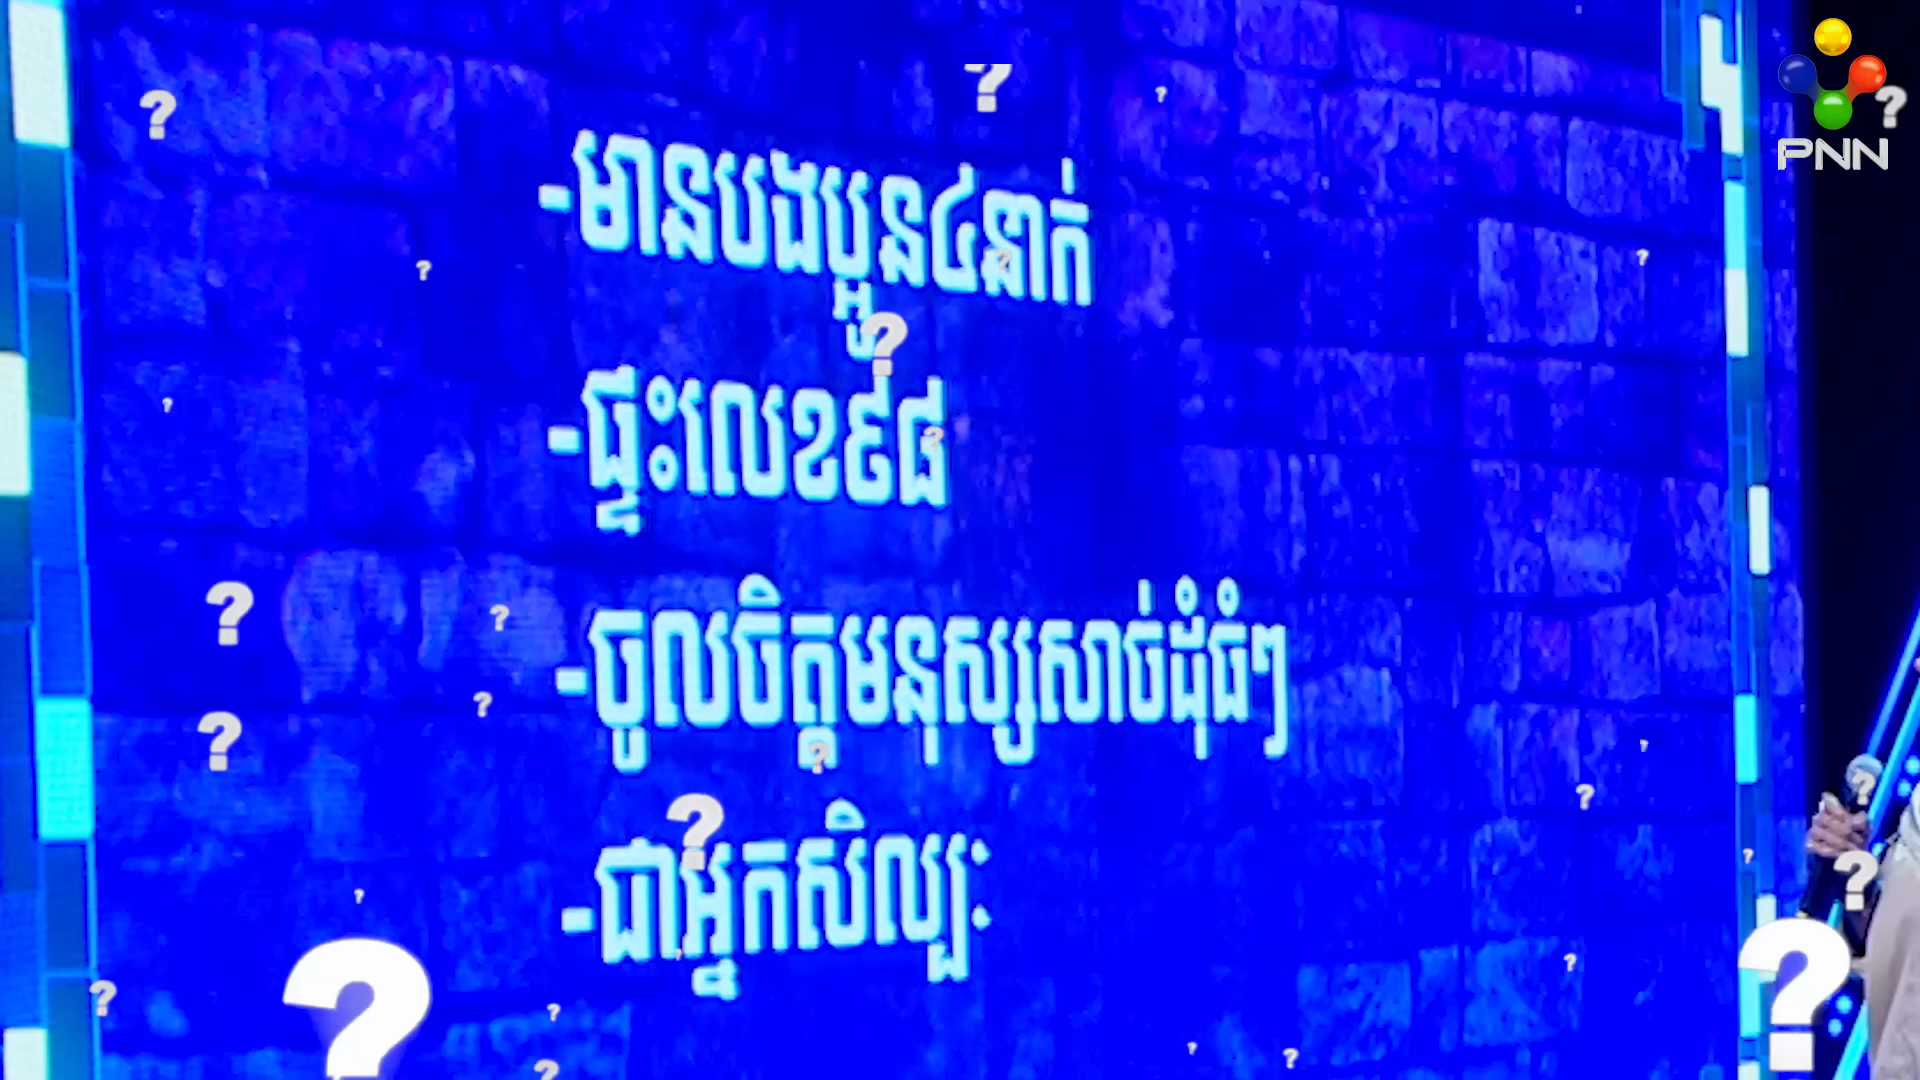 -មានបងប្អូន៤នាក់
-ផ្ទះលេខ៩៨
-ចូលចិត្តមនុស្សសាច់ដុំធំៗ
-ជាអ្នកសិល្បៈ
PNN